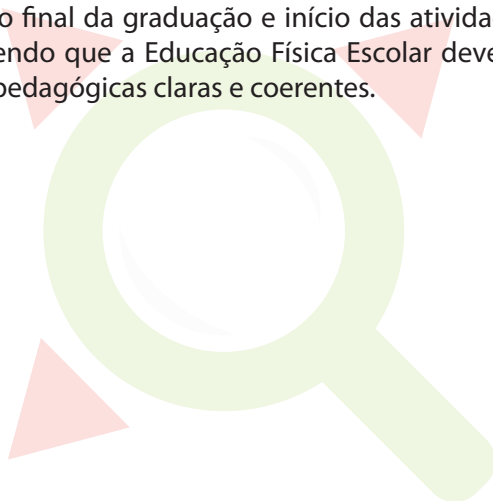 o final da graduação e início das ativida
endo que a Educação Física Escolar deve
pedagógicas claras e coerentes.